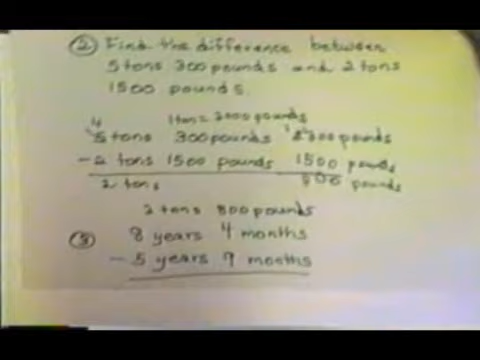 ② Find the difference between
5 tons 300 pounds and 2 tons
1500 pounds.
4 1 ton = 2000 pounds
5 tons 300 pounds 2300 pounds
- 2 tons 1500 pounds 1500 pounds
2 tons 800 pounds
2 tons 800 pounds
③ 8 years 4 months
- 5 years 9 months